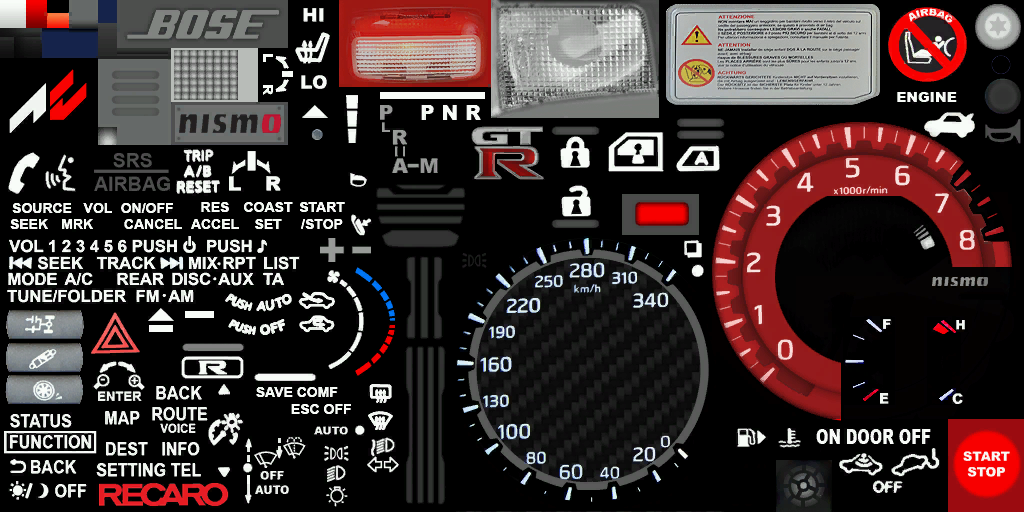 BOSE
HI
LO
R
nismo
P
L
R
A-M
P N R
GT
R
A
ATTENZIONE
ATTENTION
ACHTUNG
AIRBAG
ENGINE
SRS
AIRBAG
TRIP
A/B
RESET
L R
SOURCE VOL ON/OFF RES COAST START
SEEK MRK CANCEL ACCEL SET /STOP
VOL 1 2 3 4 5 6 PUSH PUSH
SEEK TRACK MIX·RPT LIST
MODE A/C REAR DISC·AUX TA
TUNE/FOLDER FM·AM
PUSH AUTO
PUSH OFF
R
ENTER
BACK
MAP
ROUTE
VOICE
DEST INFO
SETTING TEL
STATUS
FUNCTION
BACK
OFF
RECARO
SAVE COMF
ESC OFF
AUTO
OFF
AUTO
0
20
40
60
80
100
130
160
190
220
250
280
310
340
km/h
0
1
2
3
4
5
6
7
8
x1000r/min
nismo
F
E
H
C
ON DOOR OFF
OFF
START
STOP